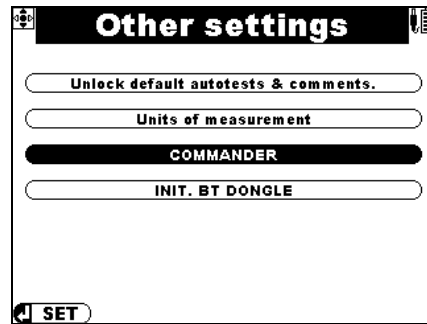 Other settings
Unlock default autotests & comments.
Units of measurement
COMMANDER
INIT. BT DONGLE
SET